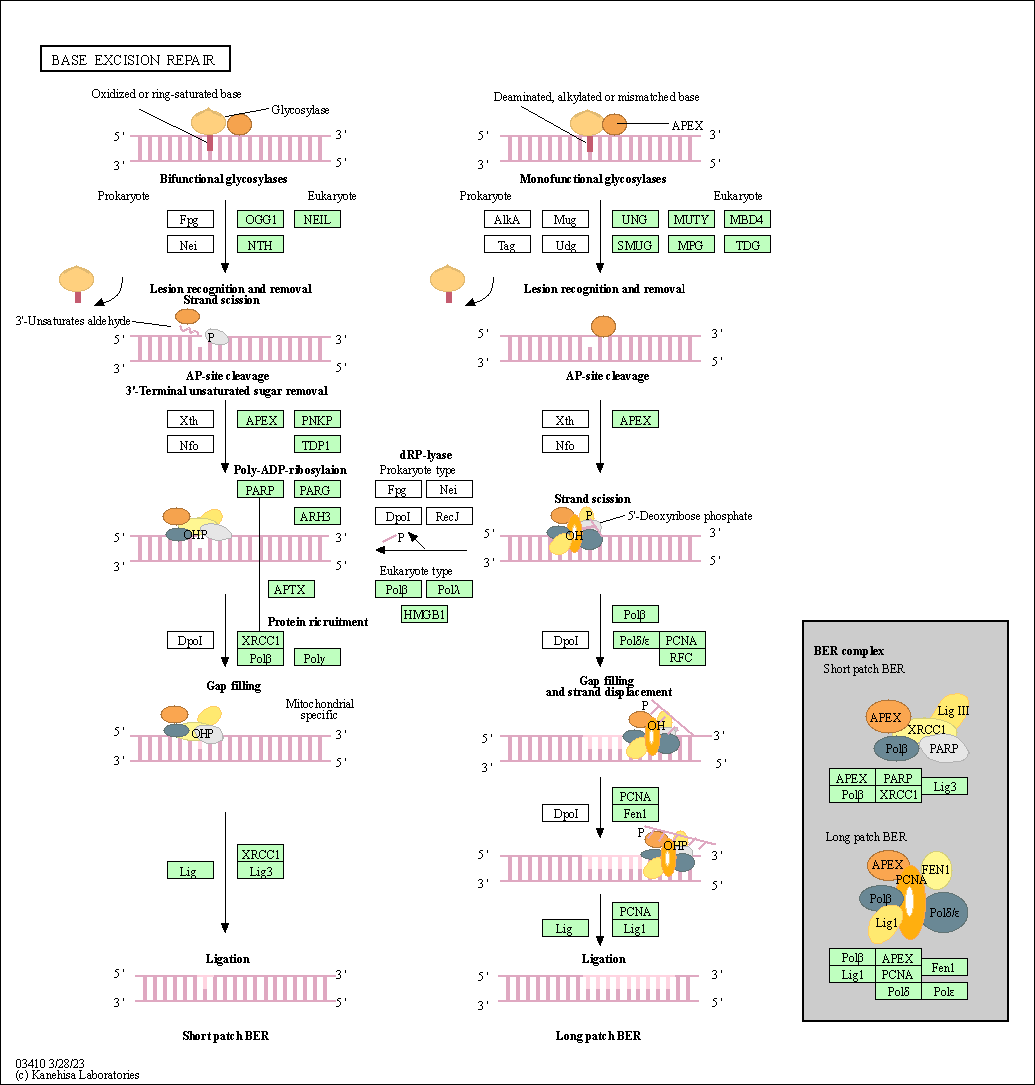 BASE EXCISION REPAIR
Oxidized or ring-saturated base
Glycosylase
5' 3'
3' 5'
Bifunctional glycosylases
Prokaryote Eukaryote
Fpg OGG1 NEIL
Nei NTH
Lesion recognition and removal
Strand scission
3'-Unsaturates aldehyde
P
5' 3'
3' 5'
AP-site cleavage
3'-Terminal unsaturated sugar removal
Xth APEX PNKP
Nfo TDP1
Poly-ADP-ribosylaion
PARP PARG
ARH3
OHP
5' 3'
3' 5'
APTX
Protein ricruitment
DpoI XRCC1
Polβ Poly
Gap filling
Mitochondrial
specific
OHP
5' 3'
3' 5'
XRCC1
Lig Lig3
Ligation
5' 3'
3' 5'
Short patch BER
dRP-lyase
Prokaryote type
Fpg Nei
DpoI RecJ
P
Eukaryote type
Polβ Polλ
HMGB1
Deaminated, alkylated or mismatched base
APEX
5' 3'
3' 5'
Monofunctional glycosylases
Prokaryote Eukaryote
AlkA Mug UNG MUTY MBD4
Tag Udg SMUG MPG TDG
Lesion recognition and removal
5' 3'
3' 5'
AP-site cleavage
Xth APEX
Nfo
Strand scission
P
5'-Deoxyribose phosphate
OH
5' 3'
3' 5'
Polβ
DpoI Polδ/ε PCNA
RFC
Gap filling
and strand displacement
P
OH
5' 3'
3' 5'
PCNA
DpoI Fen1
P
OHP
5' 3'
3' 5'
PCNA
Lig Lig1
Ligation
5' 3'
3' 5'
Long patch BER
BER complex
Short patch BER
Lig III
APEX
XRCC1
Polβ PARP
APEX PARP
Lig3
Polβ XRCC1
Long patch BER
APEX FEN1
PCNA
Polβ
Polδ/ε
Lig1
Polβ APEX
Fen1
Lig1 PCNA
Polδ Polε
03410 3/28/23
(c) Kanehisa Laboratories